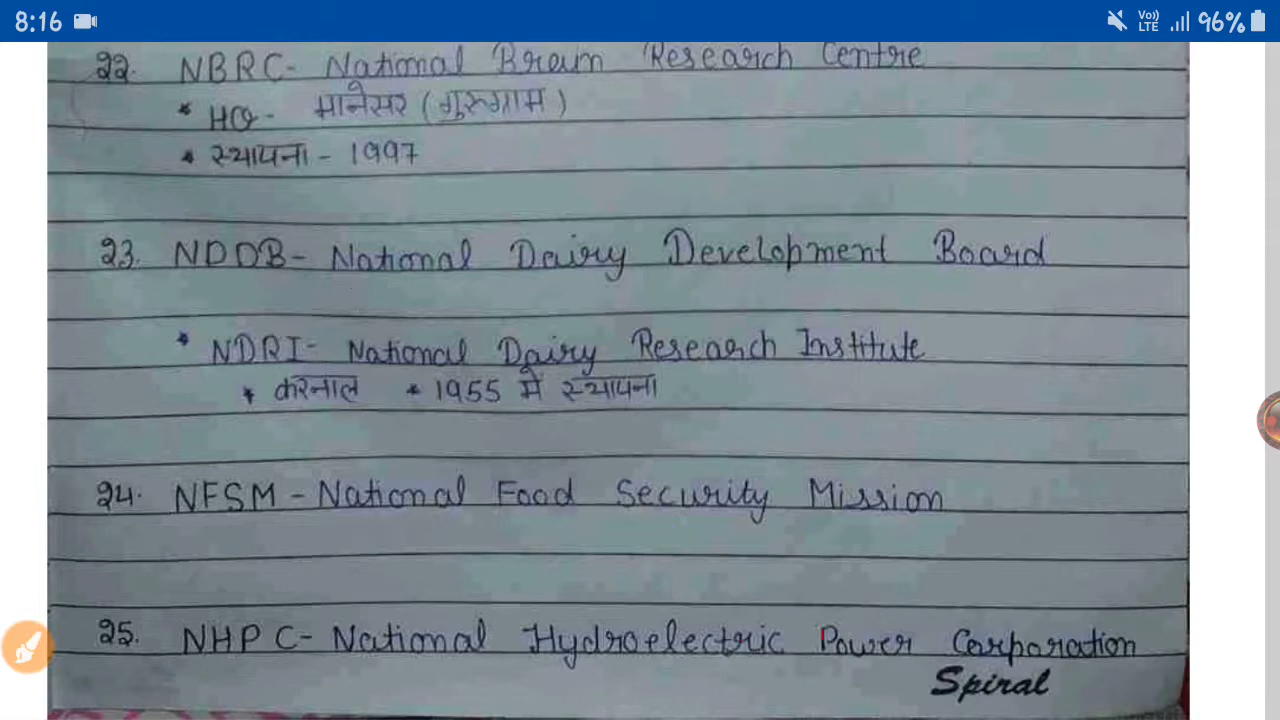 8:16 Vo) LTE 96%
22. NBRC- National Brain Research Centre
* HQ- मानेसर (गुरुग्राम)
* स्थापना - 1997
23. NDDB- National Dairy Development Board
* NDRI- National Dairy Research Institute
* करनाल * 1955 में स्थापना
24. NFSM - National Food Security Mission
25. NHPC- National Hydroelectric Power Corporation
Spiral